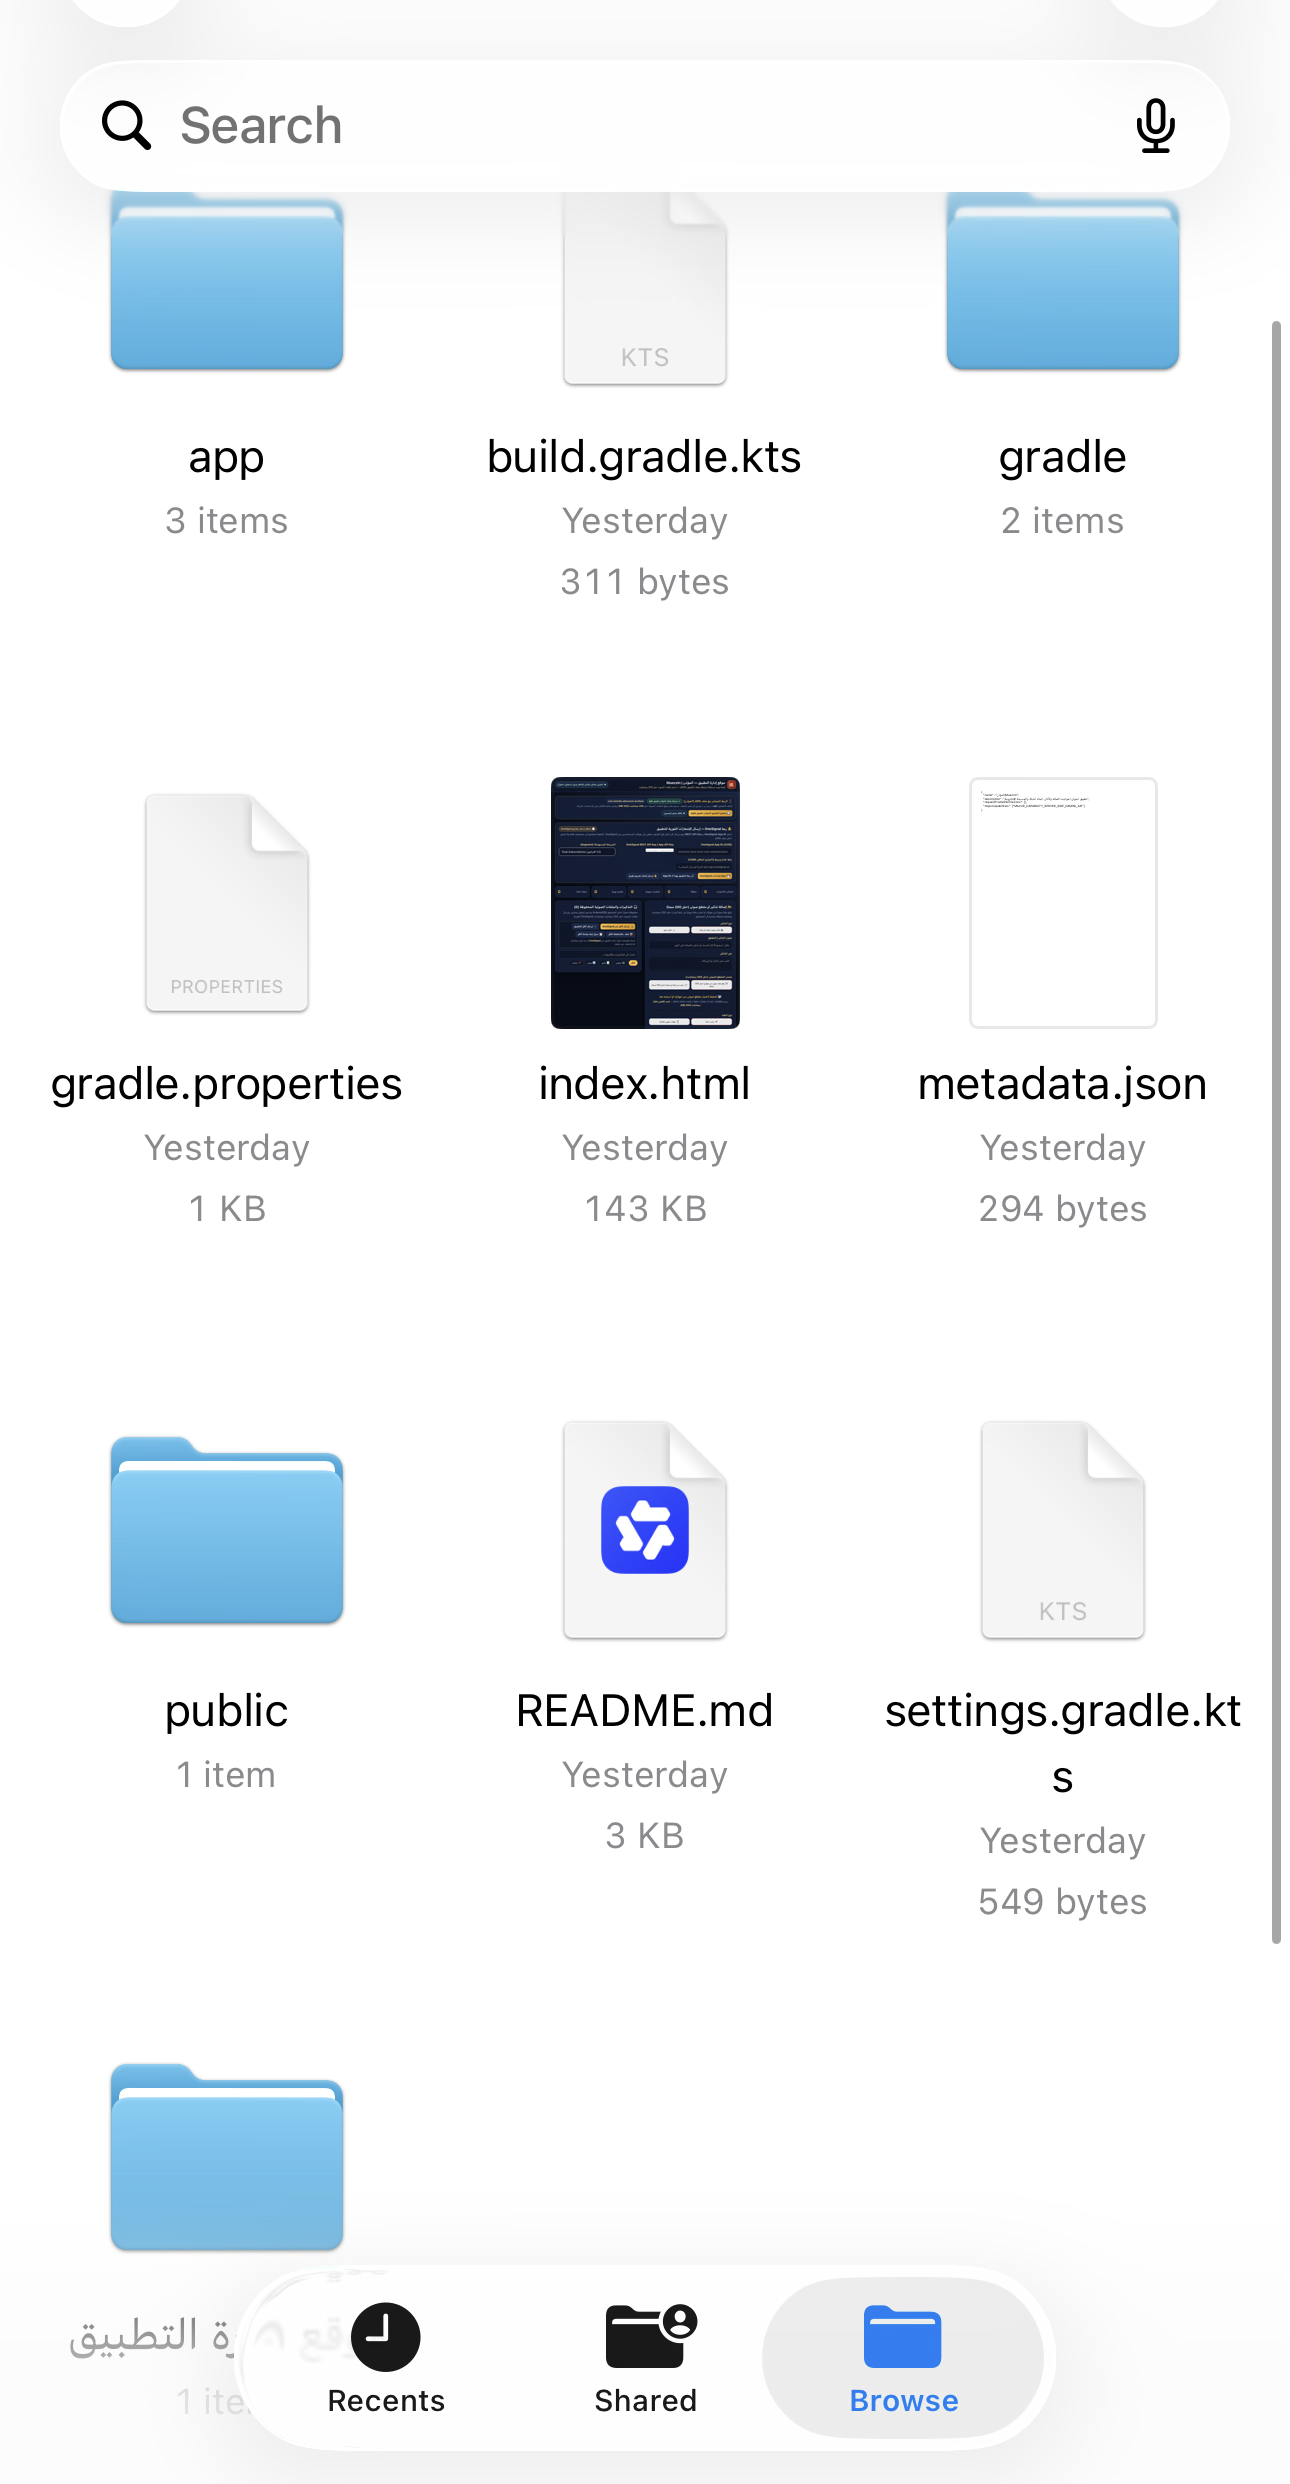 Search
KTS
app
build.gradle.kts
gradle
3 items
Yesterday
2 items
311 bytes
PROPERTIES
gradle.properties
index.html
metadata.json
Yesterday
Yesterday
Yesterday
1 KB
143 KB
294 bytes
KTS
public
README.md
settings.gradle.kt
s
1 item
Yesterday
Yesterday
3 KB
549 bytes
التطبيق
Recents
Shared
Browse